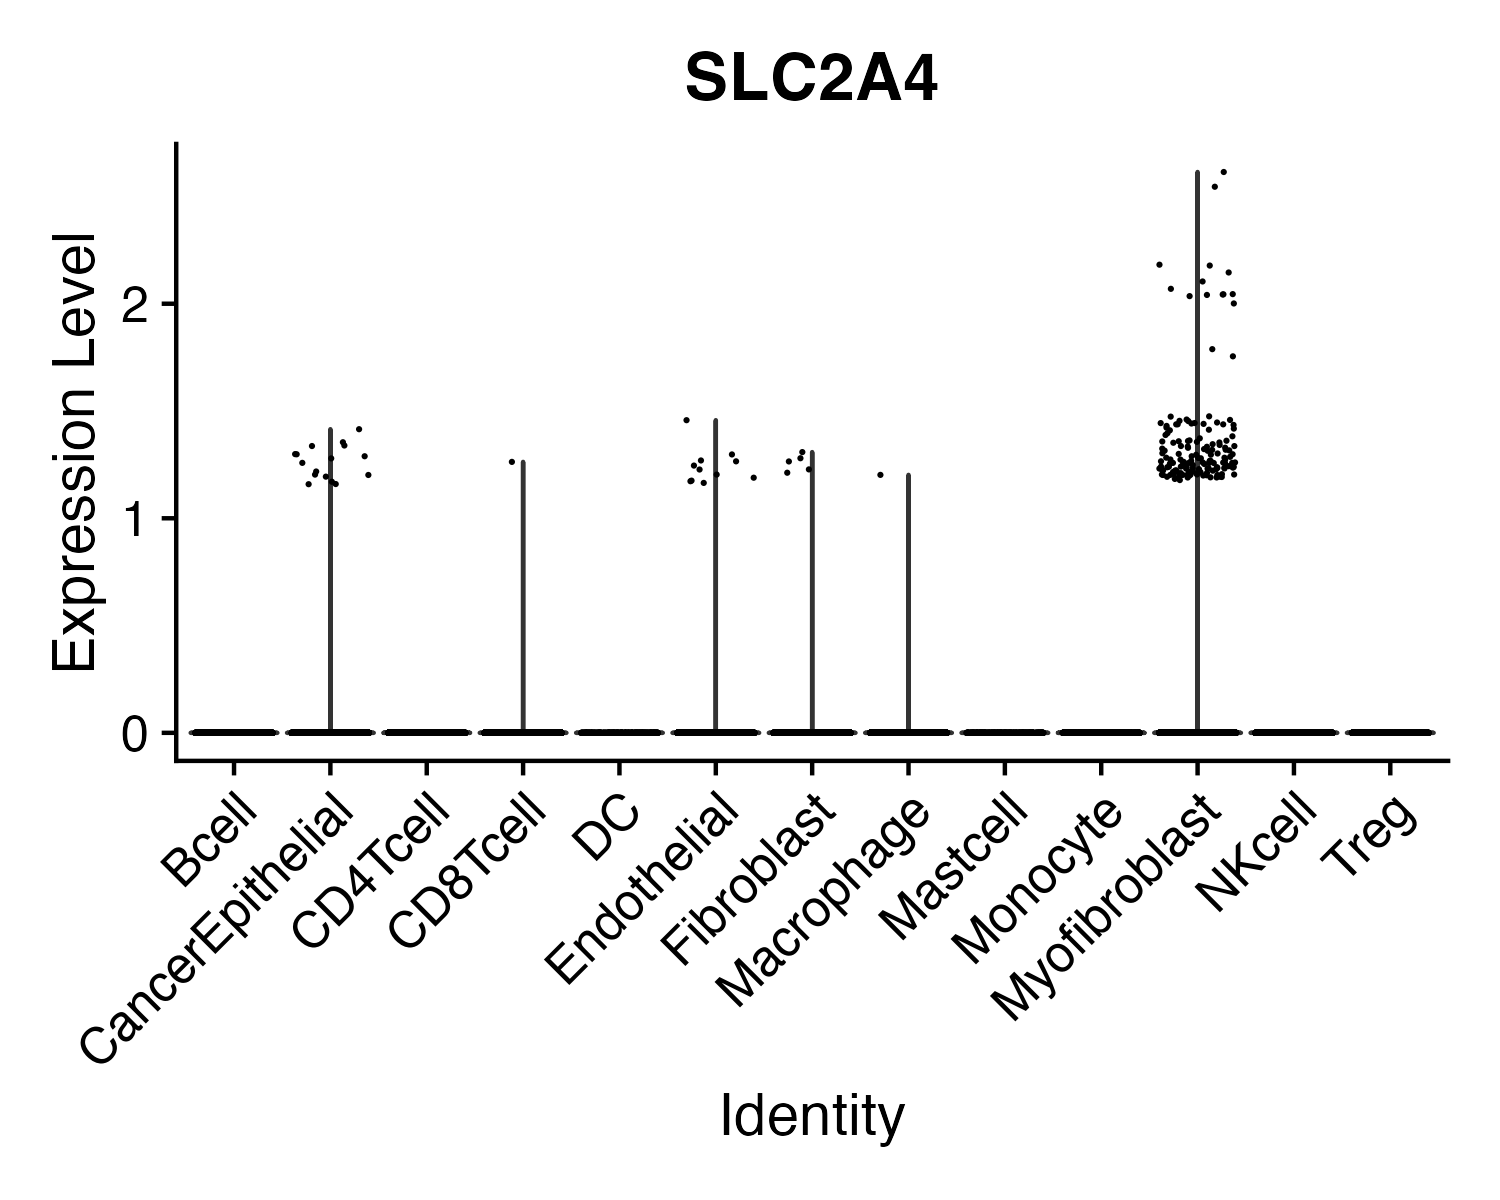 SLC2A4
Expression Level
2
1
0
Bcell
CancerEpithelial
CD4Tcell
CD8Tcell
DC
Endothelial
Fibroblast
Macrophage
Mastcell
Monocyte
Myofibroblast
NKcell
Treg
Identity